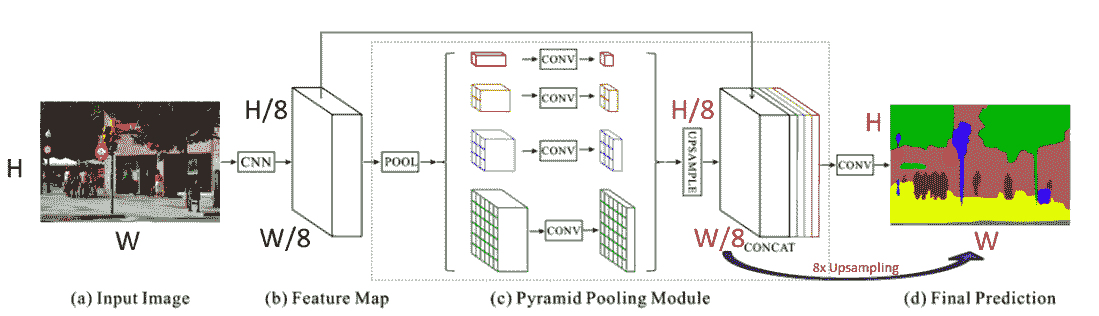 H
W
CNN
H/8
W/8
POOL
CONV
CONV
CONV
CONV
H/8
UPSAMPLE
W/8
CONCAT
CONV
H
W
8x Upsampling
(a) Input Image
(b) Feature Map
(c) Pyramid Pooling Module
(d) Final Prediction